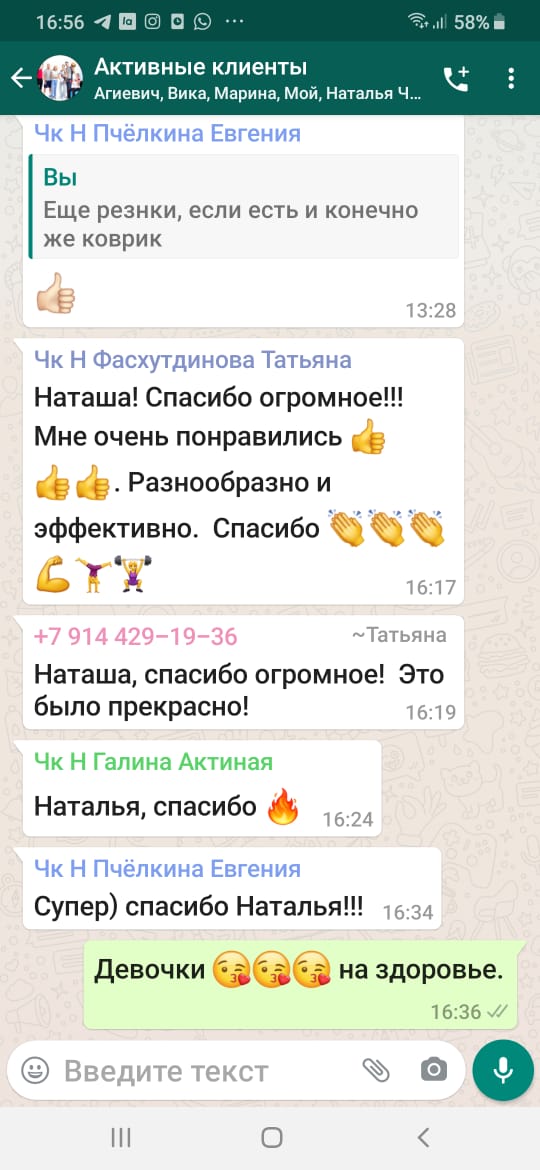 16:56 58%
Активные клиенты
Агиевич, Вика, Марина, Мой, Наталья Ч...
Чк Н Пчёлкина Евгения
Вы
Еще резнки, если есть и конечно
же коврик
👍🏻
13:28
Чк Н Фасхутдинова Татьяна
Наташа! Спасибо огромное!!!
Мне очень понравились 👍
👍👍. Разнообразно и
эффективно.  Спасибо 👏👏👏
💪🤸‍♀️🏋️‍♀️
16:17
+7 914 429-19-36 ~Татьяна
Наташа, спасибо огромное!  Это
было прекрасно!
16:19
Чк Н Галина Актиная
Наталья, спасибо 🔥
16:24
Чк Н Пчёлкина Евгения
Супер) спасибо Наталья!!!
16:34
Девочки 😘😘😘 на здоровье.
16:36
Введите текст